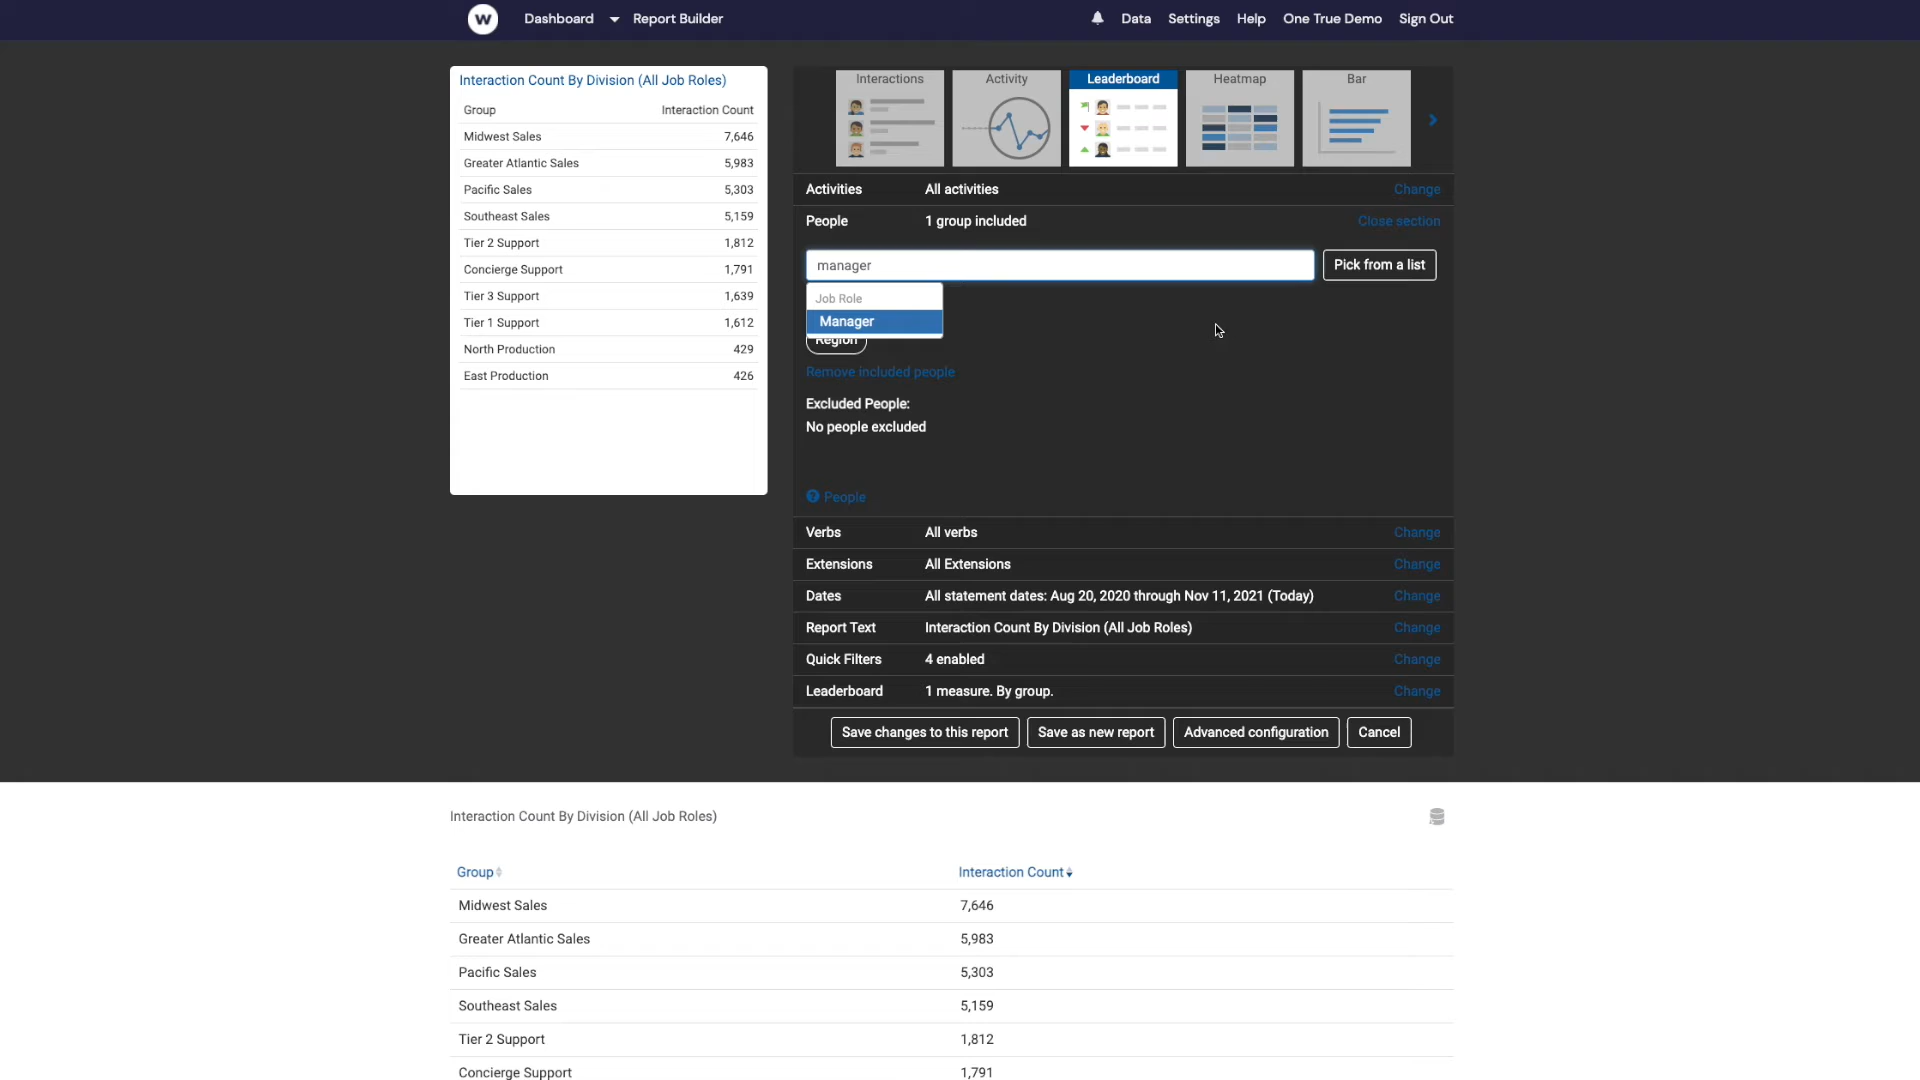 W Dashboard Report Builder Data Settings Help One True Demo Sign Out
Interaction Count By Division (All Job Roles)
Group Interaction Count
Midwest Sales 7,646
Greater Atlantic Sales 5,983
Pacific Sales 5,303
Southeast Sales 5,159
Tier 2 Support 1,812
Concierge Support 1,791
Tier 3 Support 1,639
Tier 1 Support 1,612
North Production 429
East Production 426
Interactions Activity Leaderboard Heatmap Bar
Activities All activities Change
People 1 group included Close section
manager Pick from a list
Job Role
Manager
Region
Remove included people
Excluded People:
No people excluded
? People
Verbs All verbs Change
Extensions All Extensions Change
Dates All statement dates: Aug 20, 2020 through Nov 11, 2021 (Today) Change
Report Text Interaction Count By Division (All Job Roles) Change
Quick Filters 4 enabled Change
Leaderboard 1 measure. By group. Change
Save changes to this report Save as new report Advanced configuration Cancel
Interaction Count By Division (All Job Roles)
Group Interaction Count
Midwest Sales 7,646
Greater Atlantic Sales 5,983
Pacific Sales 5,303
Southeast Sales 5,159
Tier 2 Support 1,812
Concierge Support 1,791